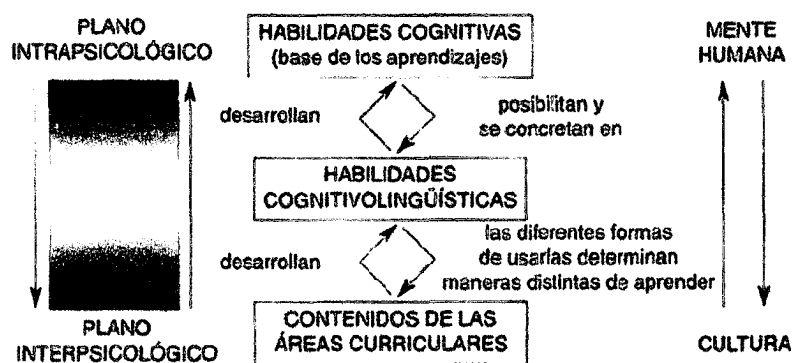 PLANO
INTRAPSICOLÓGICO
HABILIDADES COGNITIVAS
(base de los aprendizajes)
MENTE
HUMANA
desarrollan
posibilitan y
se concretan en
HABILIDADES
COGNITIVOLINGÜÍSTICAS
desarrollan
las diferentes formas
de usarlas determinan
maneras distintas de aprender
PLANO
INTERPSICOLÓGICO
CONTENIDOS DE LAS
ÁREAS CURRICULARES
CULTURA